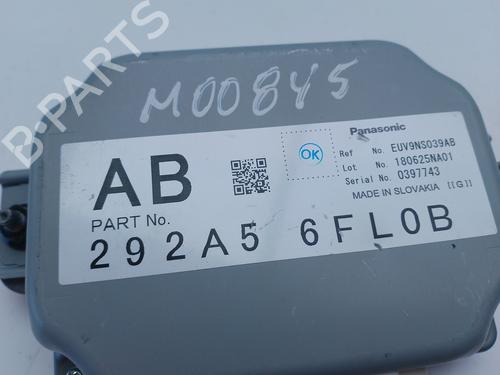 M00845
B-PARTS
Panasonic
OK
Ref No. EUV9NS039AB
Lot No. 180625NA01
Serial No. 0397743
MADE IN SLOVAKIA [[G]]
AB
PART No.
292A5 6FL0B